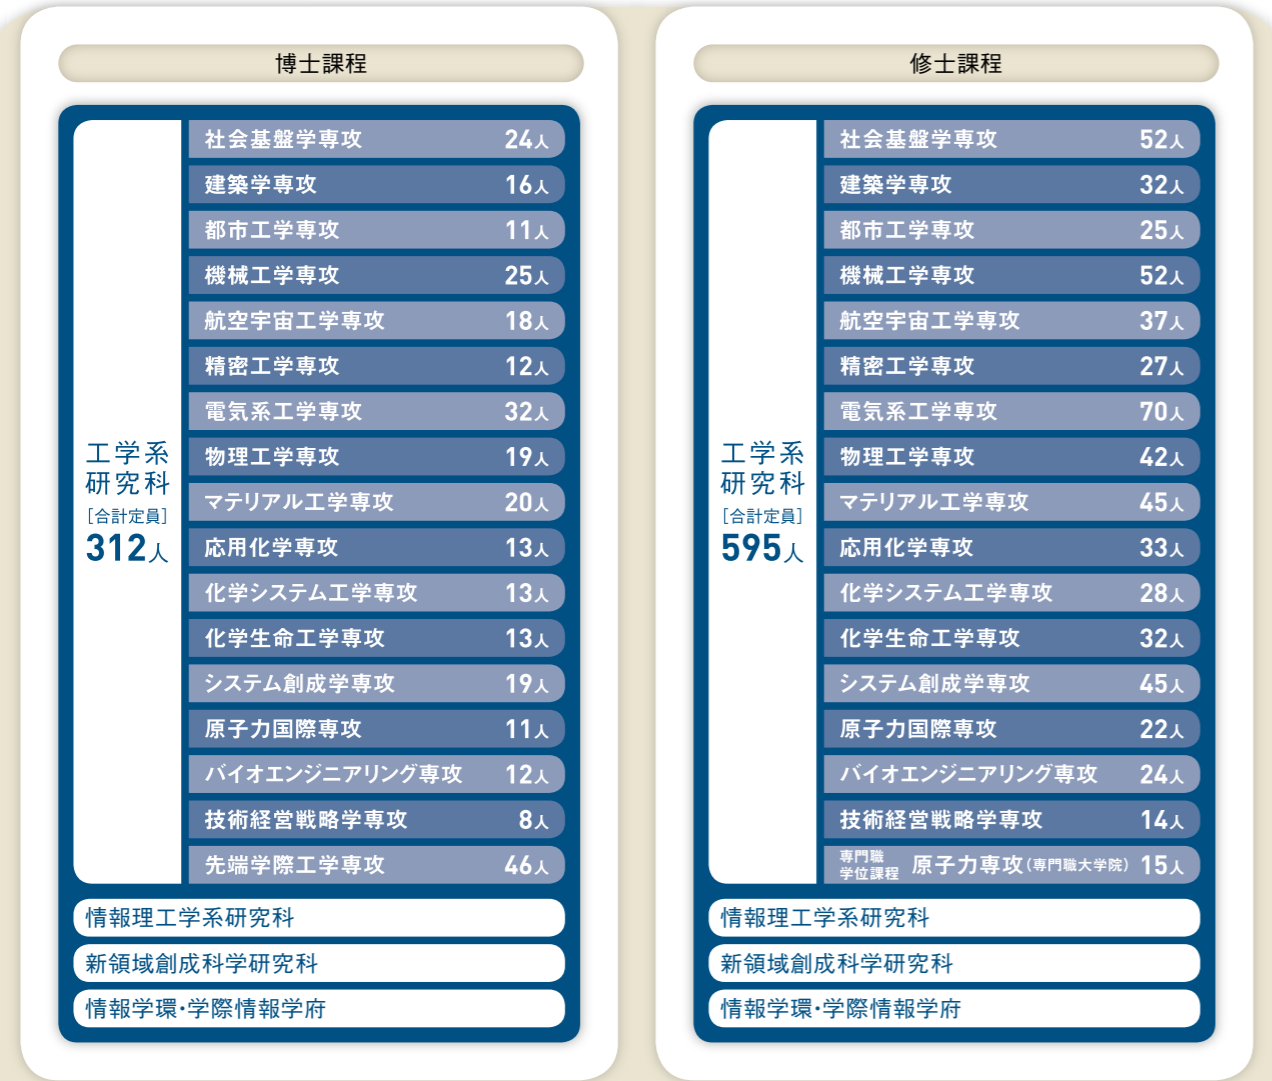 博士課程
工学系
研究科
[合計定員]
312人
社会基盤学専攻 24人
建築学専攻 16人
都市工学専攻 11人
機械工学専攻 25人
航空宇宙工学専攻 18人
精密工学専攻 12人
電気系工学専攻 32人
物理工学専攻 19人
マテリアル工学専攻 20人
応用化学専攻 13人
化学システム工学専攻 13人
化学生命工学専攻 13人
システム創成学専攻 19人
原子力国際専攻 11人
バイオエンジニアリング専攻 12人
技術経営戦略学専攻 8人
先端学際工学専攻 46人
情報理工学系研究科
新領域創成科学研究科
情報学環・学際情報学府
修士課程
工学系
研究科
[合計定員]
595人
社会基盤学専攻 52人
建築学専攻 32人
都市工学専攻 25人
機械工学専攻 52人
航空宇宙工学専攻 37人
精密工学専攻 27人
電気系工学専攻 70人
物理工学専攻 42人
マテリアル工学専攻 45人
応用化学専攻 33人
化学システム工学専攻 28人
化学生命工学専攻 32人
システム創成学専攻 45人
原子力国際専攻 22人
バイオエンジニアリング専攻 24人
技術経営戦略学専攻 14人
専門職
学位課程
原子力専攻(専門職大学院) 15人
情報理工学系研究科
新領域創成科学研究科
情報学環・学際情報学府